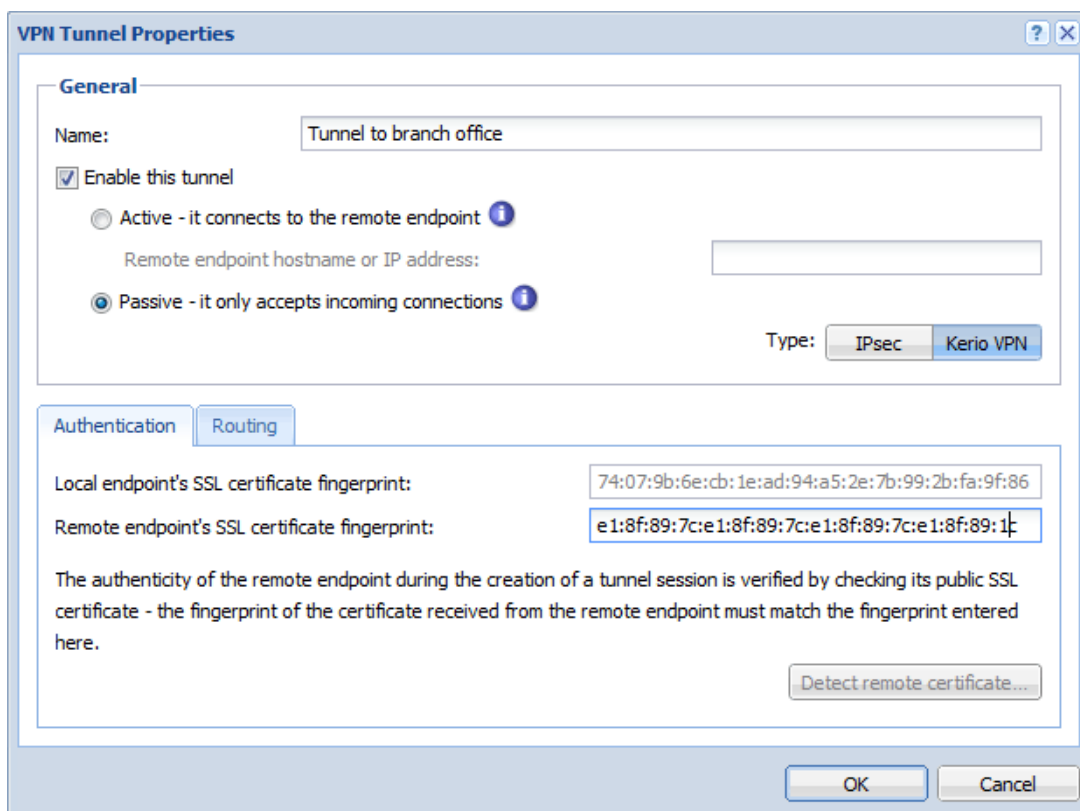 VPN Tunnel Properties
General
Name: Tunnel to branch office
Enable this tunnel
Active - it connects to the remote endpoint
Remote endpoint hostname or IP address:
Passive - it only accepts incoming connections
Type: IPsec Kerio VPN
Authentication Routing
Local endpoint's SSL certificate fingerprint: 74:07:9b:6e:cb:1e:ad:94:a5:2e:7b:99:2b:fa:9f:86
Remote endpoint's SSL certificate fingerprint: e1:8f:89:7c:e1:8f:89:7c:e1:8f:89:7c:e1:8f:89:1c
The authenticity of the remote endpoint during the creation of a tunnel session is verified by checking its public SSL
certificate - the fingerprint of the certificate received from the remote endpoint must match the fingerprint entered
here.
Detect remote certificate...
OK Cancel